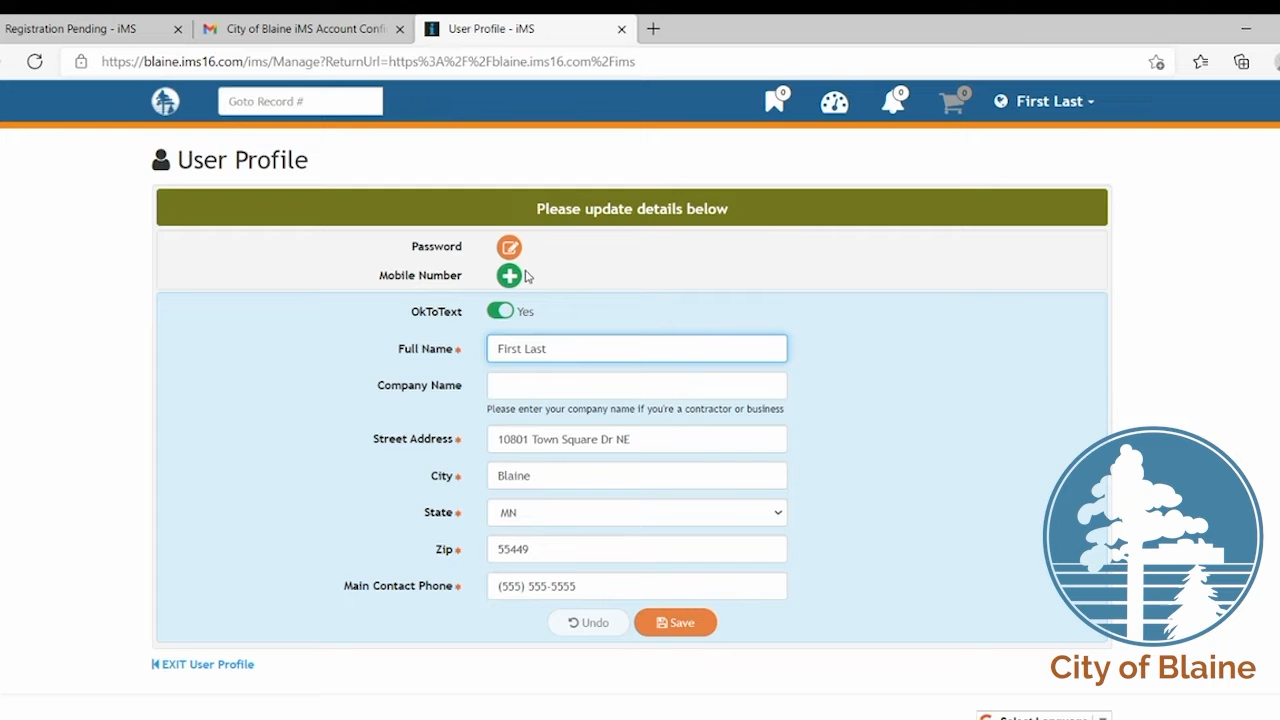 Registration Pending - iMS
City of Blaine iMS Account Confi
User Profile - iMS
https://blaine.ims16.com/ims/Manage?ReturnUrl=https%3A%2F%2Fblaine.ims16.com%2Fims
Goto Record #
0
0
0
First Last
User Profile
Please update details below
Password
Mobile Number
OkToText Yes
Full Name* First Last
Company Name
Please enter your company name if you're a contractor or business
Street Address* 10801 Town Square Dr NE
City* Blaine
State* MN
Zip* 55449
Main Contact Phone* (555) 555-5555
Undo Save
EXIT User Profile
City of Blaine
Select Language